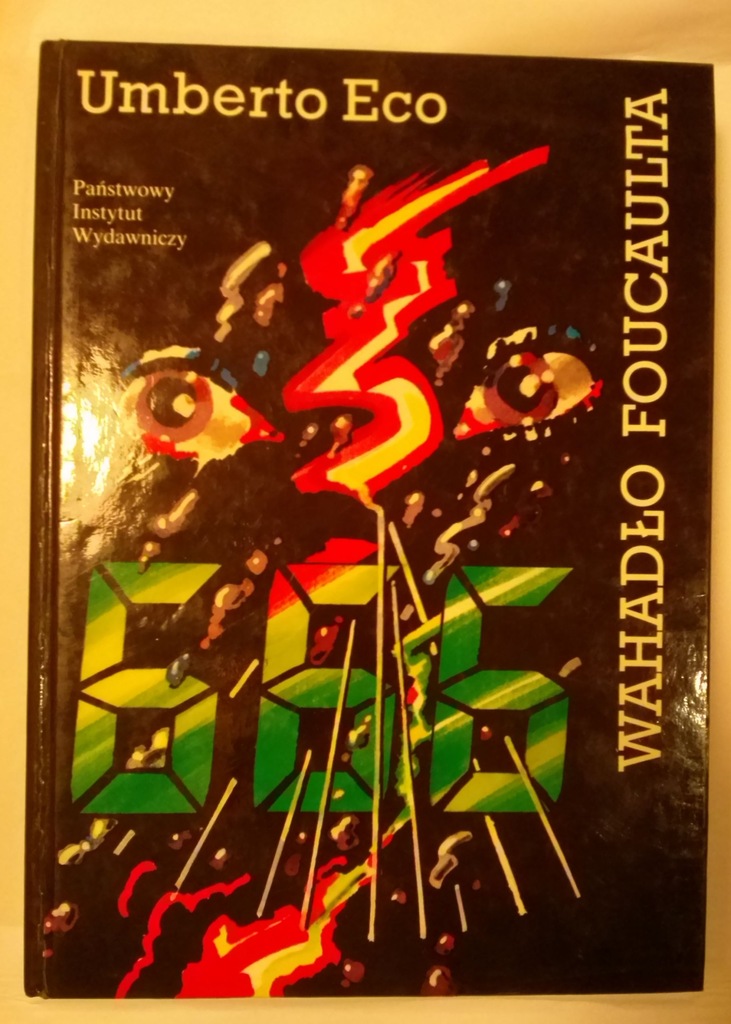 Umberto Eco
Państwowy
Instytut
Wydawniczy
WAHADŁO FOUCAULTA
666